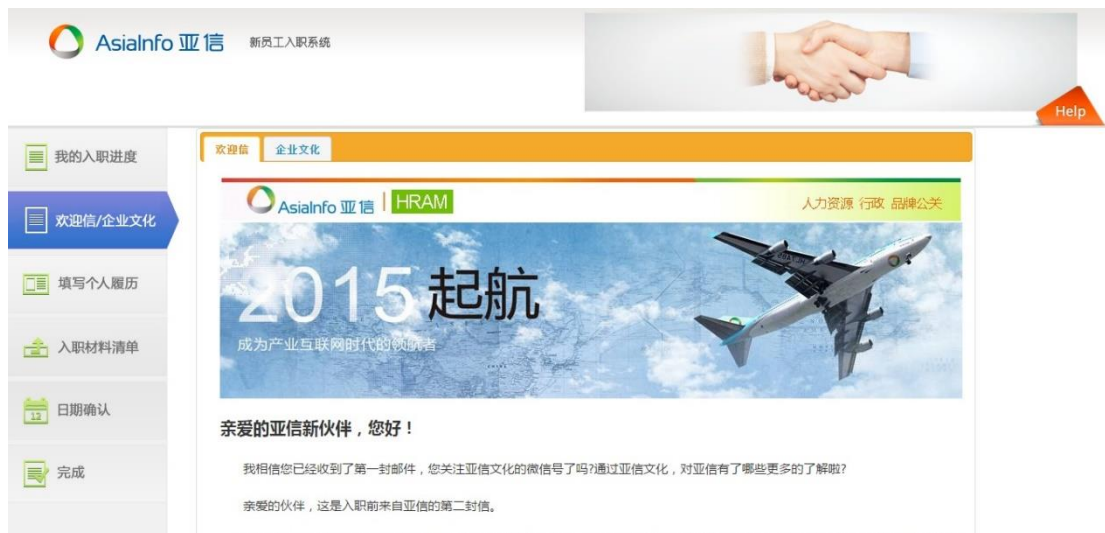 AsiaInfo 亚信
新员工入职系统
Help
我的入职进度
欢迎信/企业文化
填写个人履历
入职材料清单
12
日期确认
完成
欢迎信
企业文化
AsiaInfo 亚信
HRAM
人力资源 行政 品牌公关
2015 起航
成为产业互联网时代的领航者
亲爱的亚信新伙伴，您好！
我相信您已经收到了第一封邮件，您关注亚信文化的微信号了吗?通过亚信文化，对亚信有了哪些更多的了解啦?
亲爱的伙伴，这是入职前来自亚信的第二封信。